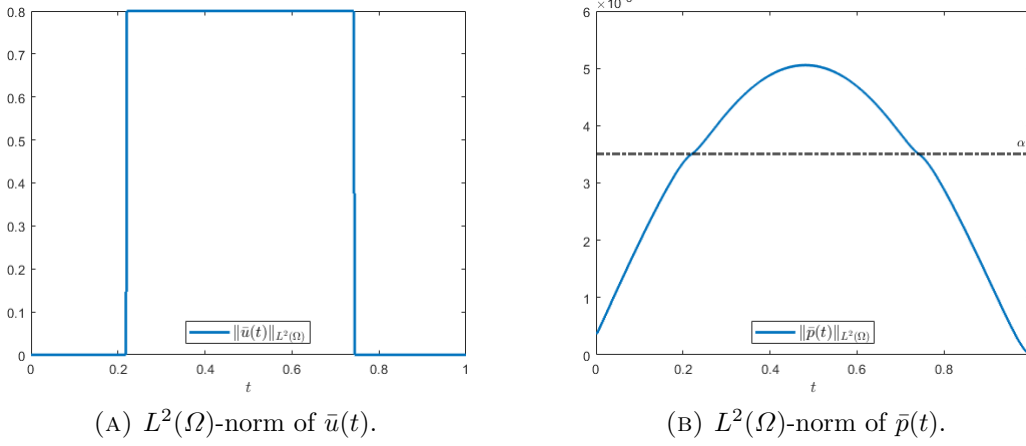 0.8
0.7
0.6
0.5
0.4
0.3
0.2
0.1
0
0 0.2 0.4 0.6 0.8 1
t
‖ū(t)‖_{L²(Ω)}
(A) L²(Ω)-norm of ū(t).
6
5
4
3
2
1
0
0 0.2 0.4 0.6 0.8
t
α
‖p̄(t)‖_{L²(Ω)}
(B) L²(Ω)-norm of p̄(t).